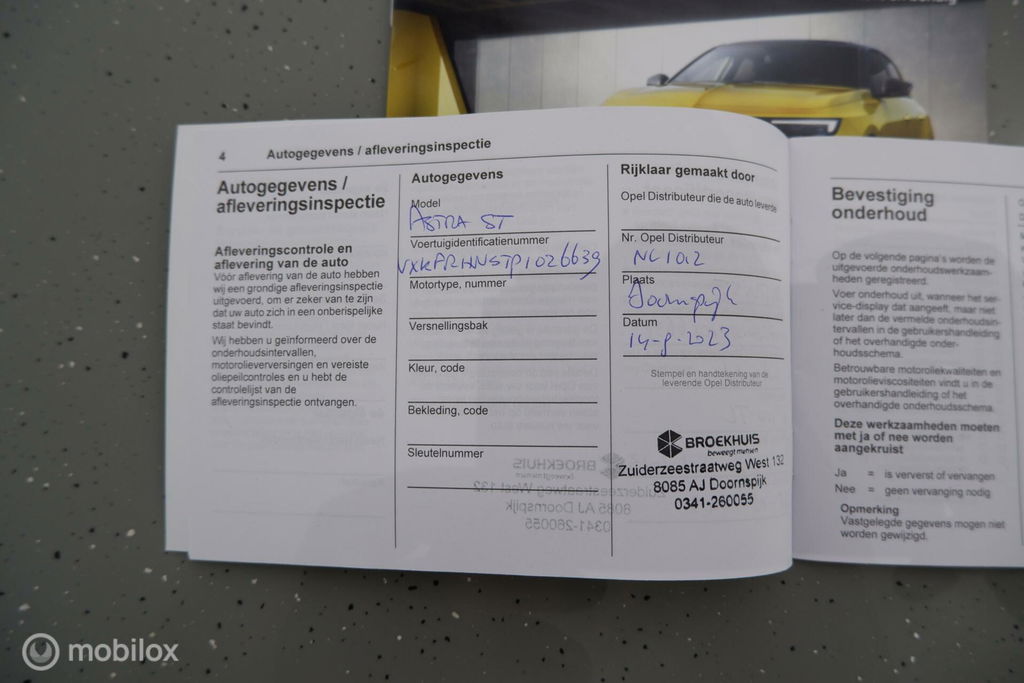 4 Autogegevens / afleveringsinspectie
Autogegevens /
afleveringsinspectie
Afleveringscontrole en
aflevering van de auto
Vóór aflevering van de auto hebben
wij een grondige afleveringsinspectie
uitgevoerd, om er zeker van te zijn
dat uw auto zich in een onberispelijke
staat bevindt.
Wij hebben u geïnformeerd over de
onderhoudsintervallen,
motorolieverversingen en vereiste
oliepeilcontroles en u hebt de
controlelijst van de
afleveringsinspectie ontvangen.
Autogegevens
Model
ASTRA ST
Voertuigidentificatienummer
Motortype, nummer
Versnellingsbak
Kleur, code
Bekleding, code
Sleutelnummer
Rijklaar gemaakt door
Opel Distributeur die de auto leverde
Nr. Opel Distributeur
NL1012
Plaats
Doornspijk
Datum
14-9-2023
Stempel en handtekening van de
leverende Opel Distributeur
BROEKHUIS
beweegt mensen
Zuiderzeestraatweg West 132
8085 AJ Doornspijk
0341-260055
Bevestiging
onderhoud
Op de volgende pagina's worden de
uitgevoerde onderhoudswerkzaam-
heden geregistreerd.
Voer onderhoud uit, wanneer het ser-
vice-display dat aangeeft, maar niet
later dan de vermelde onderhoudsin-
tervallen in de gebruikershandleiding
of het overhandigde onder-
houdsschema.
Betrouwbare motoroliekwaliteiten en
motorolieviscositeiten vindt u in de
gebruikershandleiding of het
overhandigde onderhoudsschema.
Deze werkzaamheden moeten
met ja of nee worden
aangekruist
Ja = is ververst of vervangen
Nee = geen vervanging nodig
Opmerking
Vastgelegde gegevens mogen niet
worden gewijzigd.
mobilox